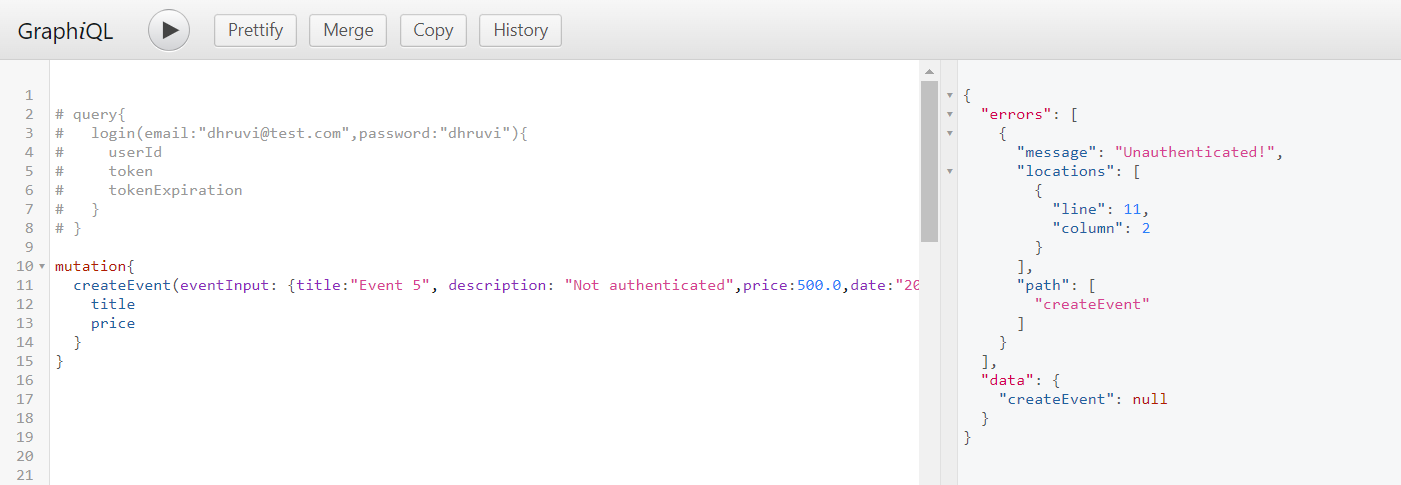 GraphiQL Prettify Merge Copy History
1
2 # query{
3 #   login(email:"dhruvi@test.com",password:"dhruvi"){
4 #     userId
5 #     token
6 #     tokenExpiration
7 #   }
8 # }
9
10 mutation{
11   createEvent(eventInput: {title:"Event 5", description: "Not authenticated",price:500.0,date:"20
12     title
13     price
14   }
15 }
16
17
18
19
20
21
{
  "errors": [
    {
      "message": "Unauthenticated!",
      "locations": [
        {
          "line": 11,
          "column": 2
        }
      ],
      "path": [
        "createEvent"
      ]
    }
  ],
  "data": {
    "createEvent": null
  }
}